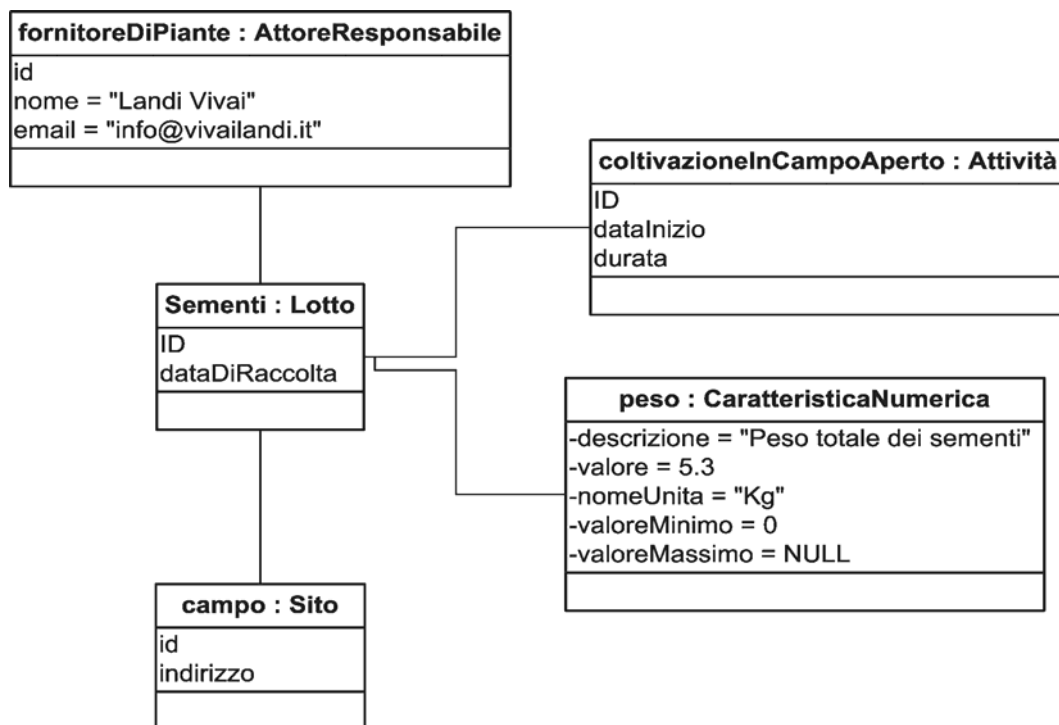 fornitoreDiPiante : AttoreResponsabile
id
nome = "Landi Vivai"
email = "info@vivailandi.it"
coltivazioneInCampoAperto : Attività
ID
dataInizio
durata
Sementi : Lotto
ID
dataDiRaccolta
peso : CaratteristicaNumerica
-descrizione = "Peso totale dei sementi"
-valore = 5.3
-nomeUnita = "Kg"
-valoreMinimo = 0
-valoreMassimo = NULL
campo : Sito
id
indirizzo